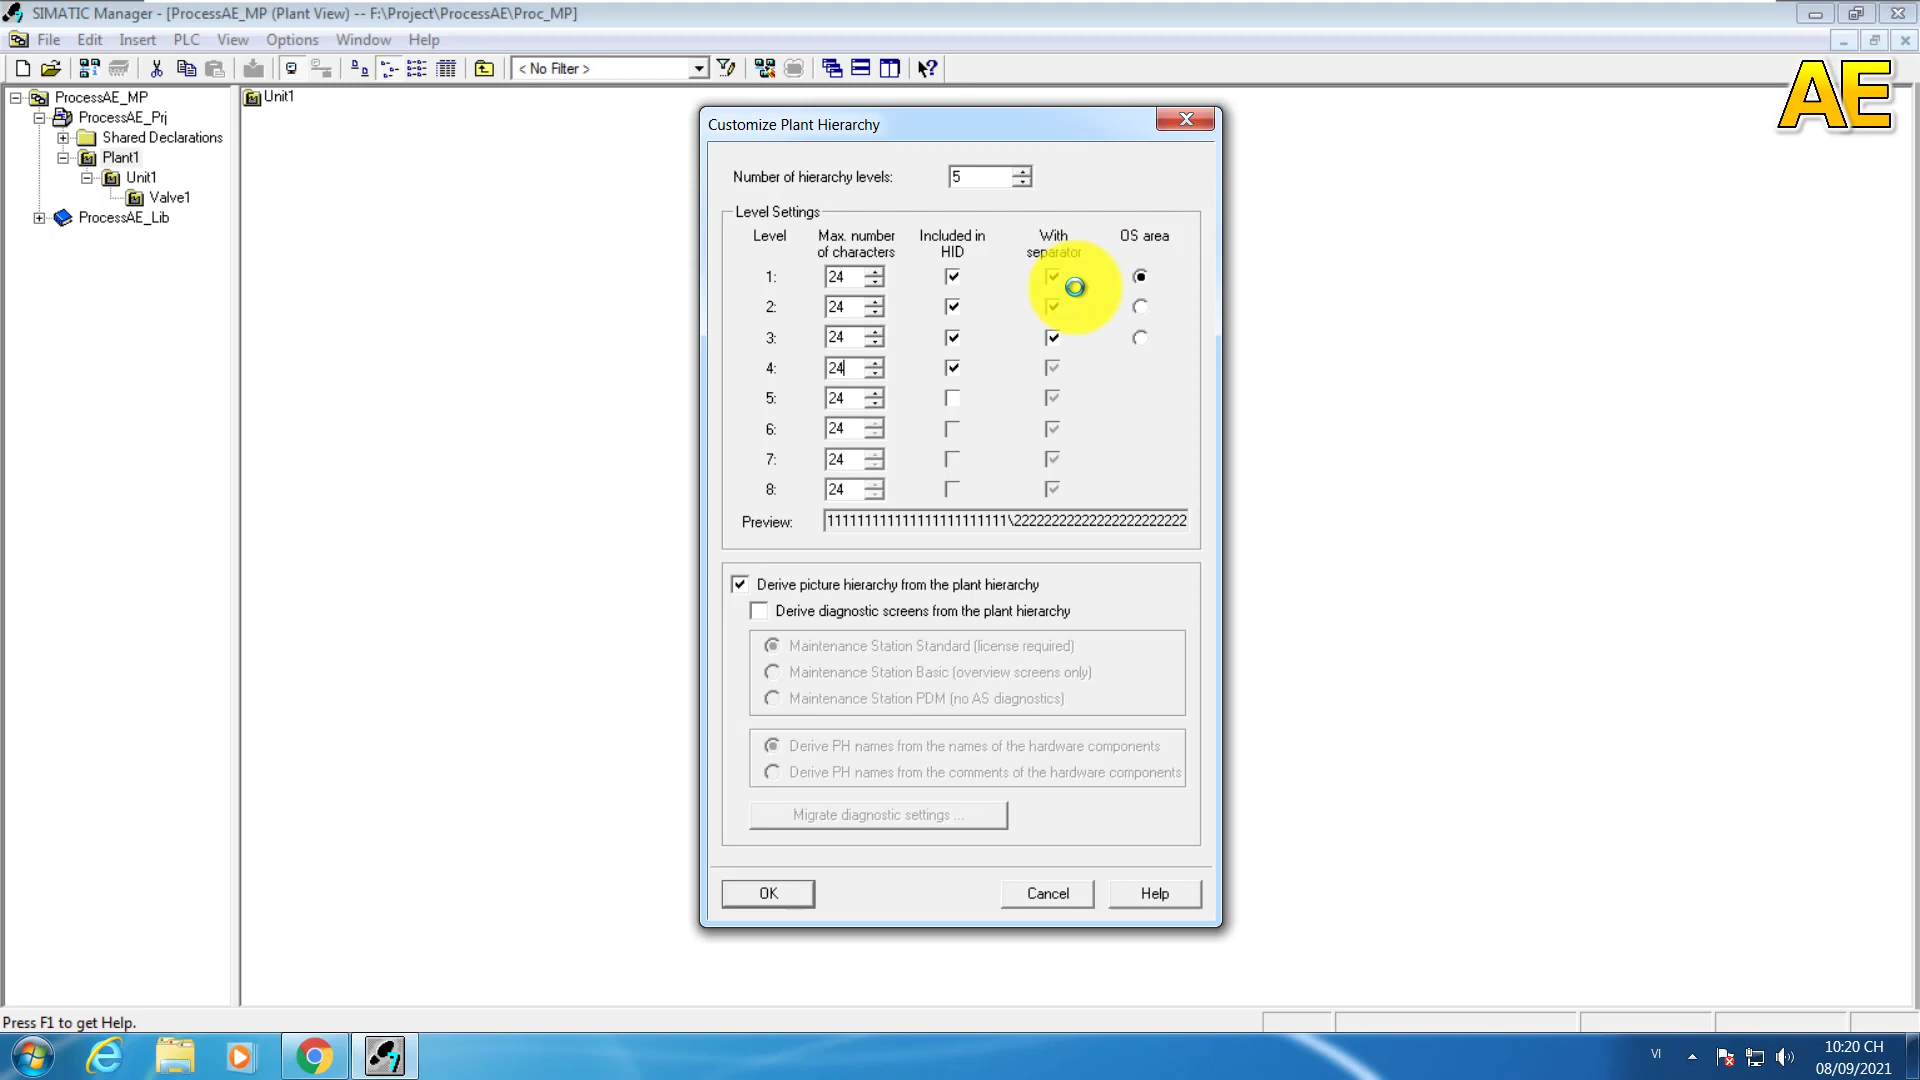 SIMATIC Manager - [ProcessAE_MP (Plant View) -- F:\Project\ProcessAE\Proc_MP]
File Edit Insert PLC View Options Window Help
< No Filter >
AE
ProcessAE_MP
ProcessAE_Prj
Shared Declarations
Plant1
Unit1
Valve1
ProcessAE_Lib
Unit1
Customize Plant Hierarchy
Number of hierarchy levels: 5
Level Settings
Level Max. number of characters Included in HID With separator OS area
1: 24
2: 24
3: 24
4: 24
5: 24
6: 24
7: 24
8: 24
Preview: 111111111111111111111111\22222222222222222222222
Derive picture hierarchy from the plant hierarchy
Derive diagnostic screens from the plant hierarchy
Maintenance Station Standard (license required)
Maintenance Station Basic (overview screens only)
Maintenance Station PDM (no AS diagnostics)
Derive PH names from the names of the hardware components
Derive PH names from the comments of the hardware components
Migrate diagnostic settings ...
OK Cancel Help
Press F1 to get Help.
VI
10:20 CH
08/09/2021